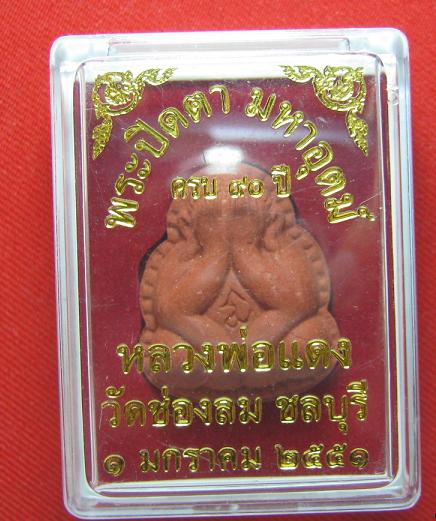 พระปิดตา มหาอุตม์
ครบ ๙๐ ปี
หลวงพ่อแดง
วัดช่องลม ชลบุรี
๑ มกราคม ๒๕๕๑